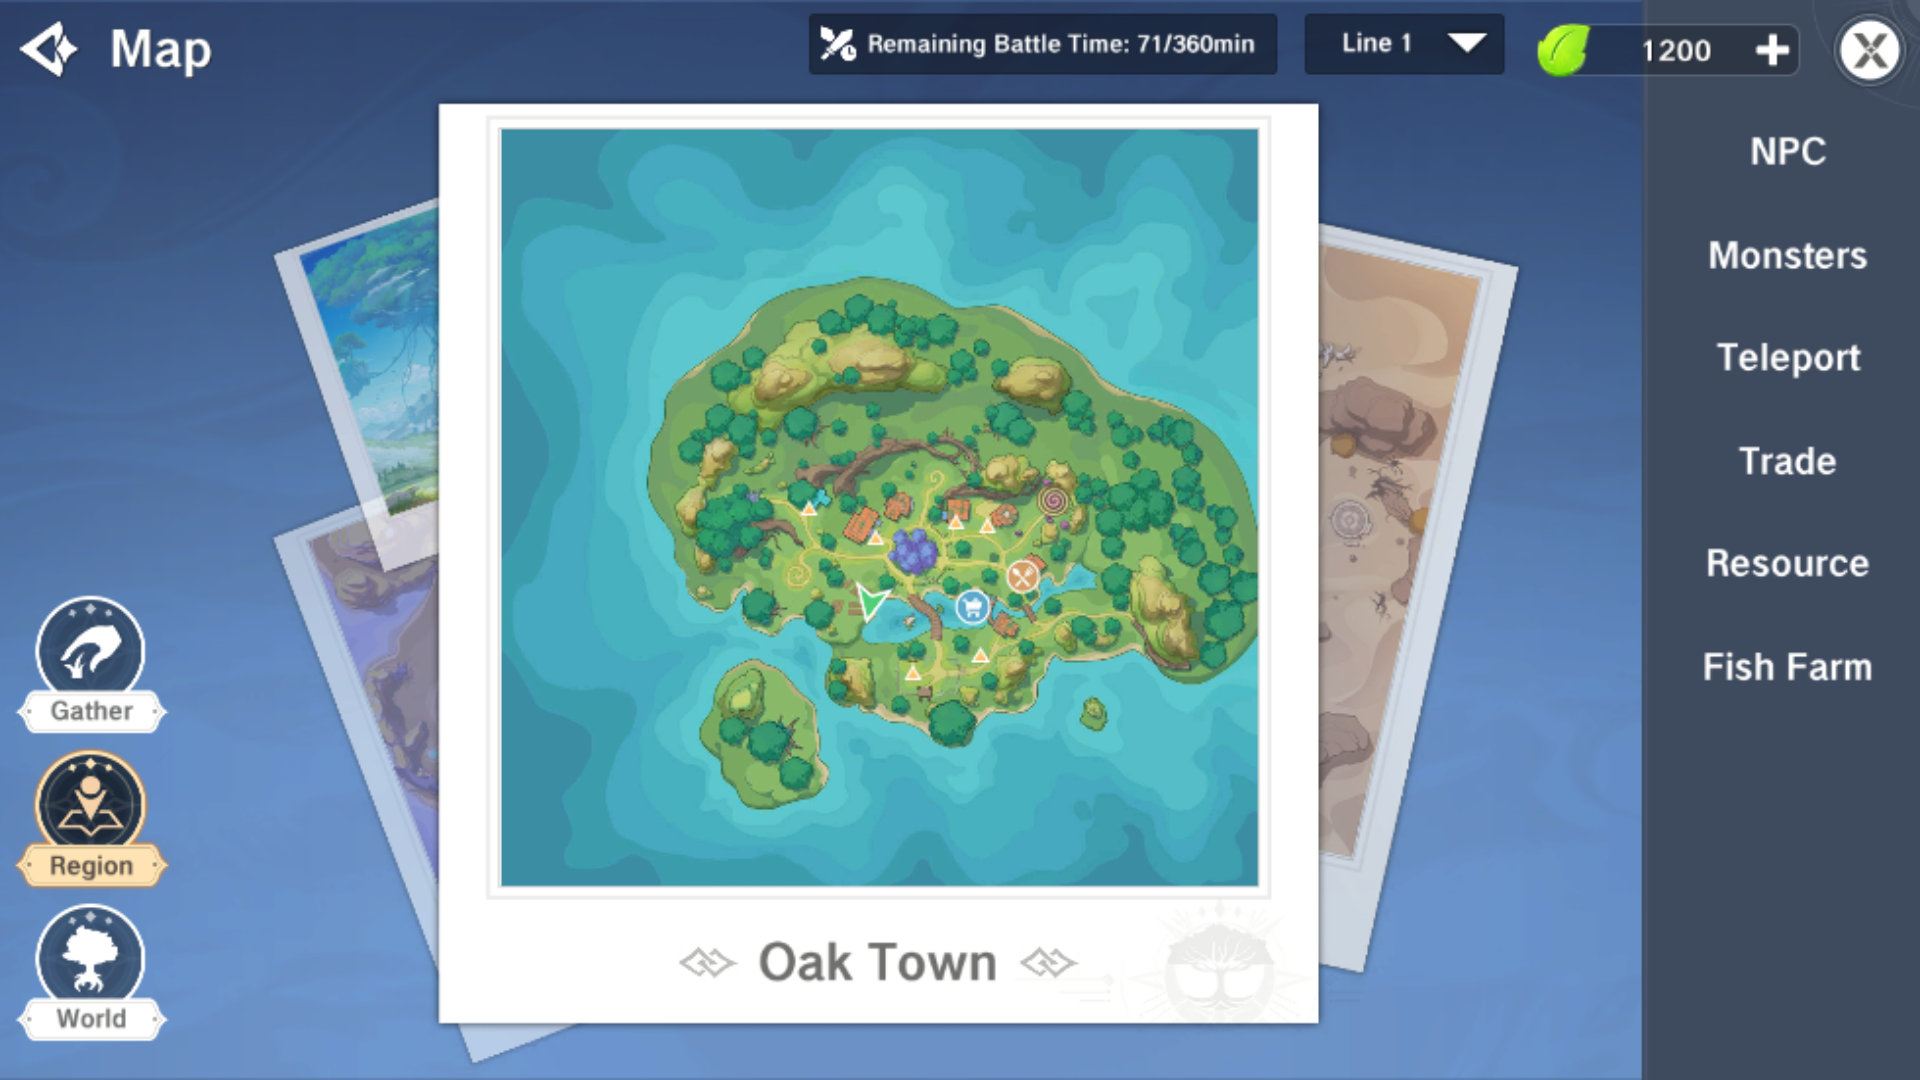 Map
Remaining Battle Time: 71/360min
Line 1
1200
NPC
Monsters
Teleport
Trade
Resource
Fish Farm
Gather
Region
World
Oak Town